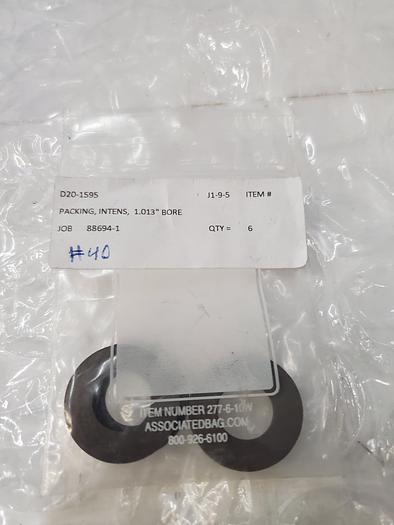 D20-1595 J1-9-5 ITEM #
PACKING, INTENS, 1.013" BORE
JOB 88694-1 QTY = 6
#40
ITEM NUMBER 277-6-10W
ASSOCIATEDBAG.COM
800-926-6100